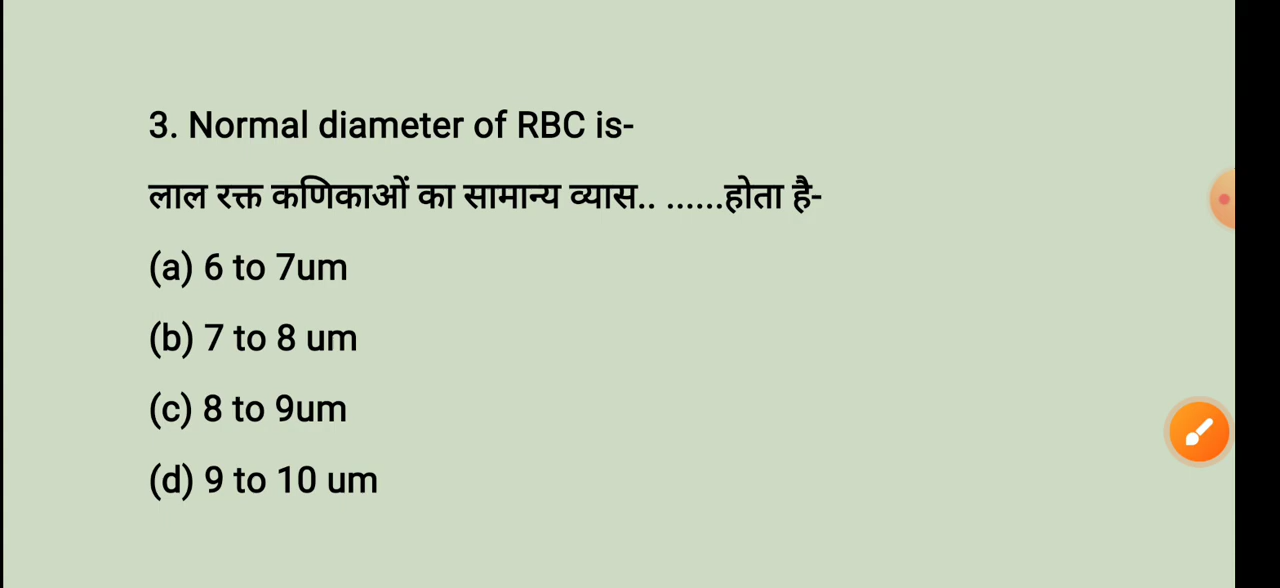 3. Normal diameter of RBC is-
लाल रक्त कणिकाओं का सामान्य व्यास.. ......होता है-
(a) 6 to 7um
(b) 7 to 8 um
(c) 8 to 9um
(d) 9 to 10 um